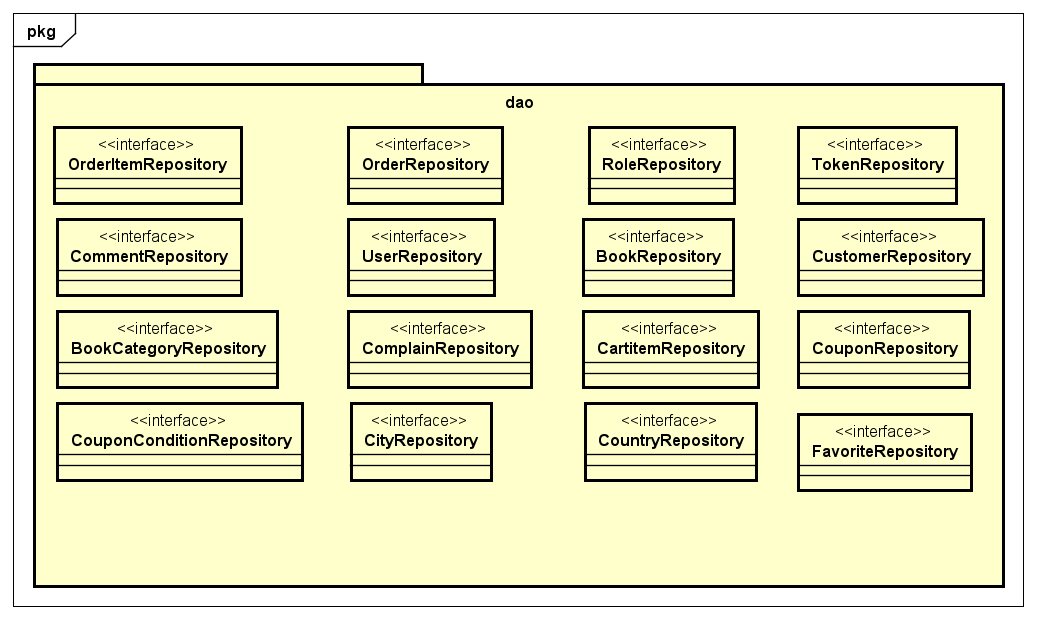 pkg
dao
<<interface>>
OrderItemRepository
<<interface>>
OrderRepository
<<interface>>
RoleRepository
<<interface>>
TokenRepository
<<interface>>
CommentRepository
<<interface>>
UserRepository
<<interface>>
BookRepository
<<interface>>
CustomerRepository
<<interface>>
BookCategoryRepository
<<interface>>
ComplainRepository
<<interface>>
CartitemRepository
<<interface>>
CouponRepository
<<interface>>
CouponConditionRepository
<<interface>>
CityRepository
<<interface>>
CountryRepository
<<interface>>
FavoriteRepository